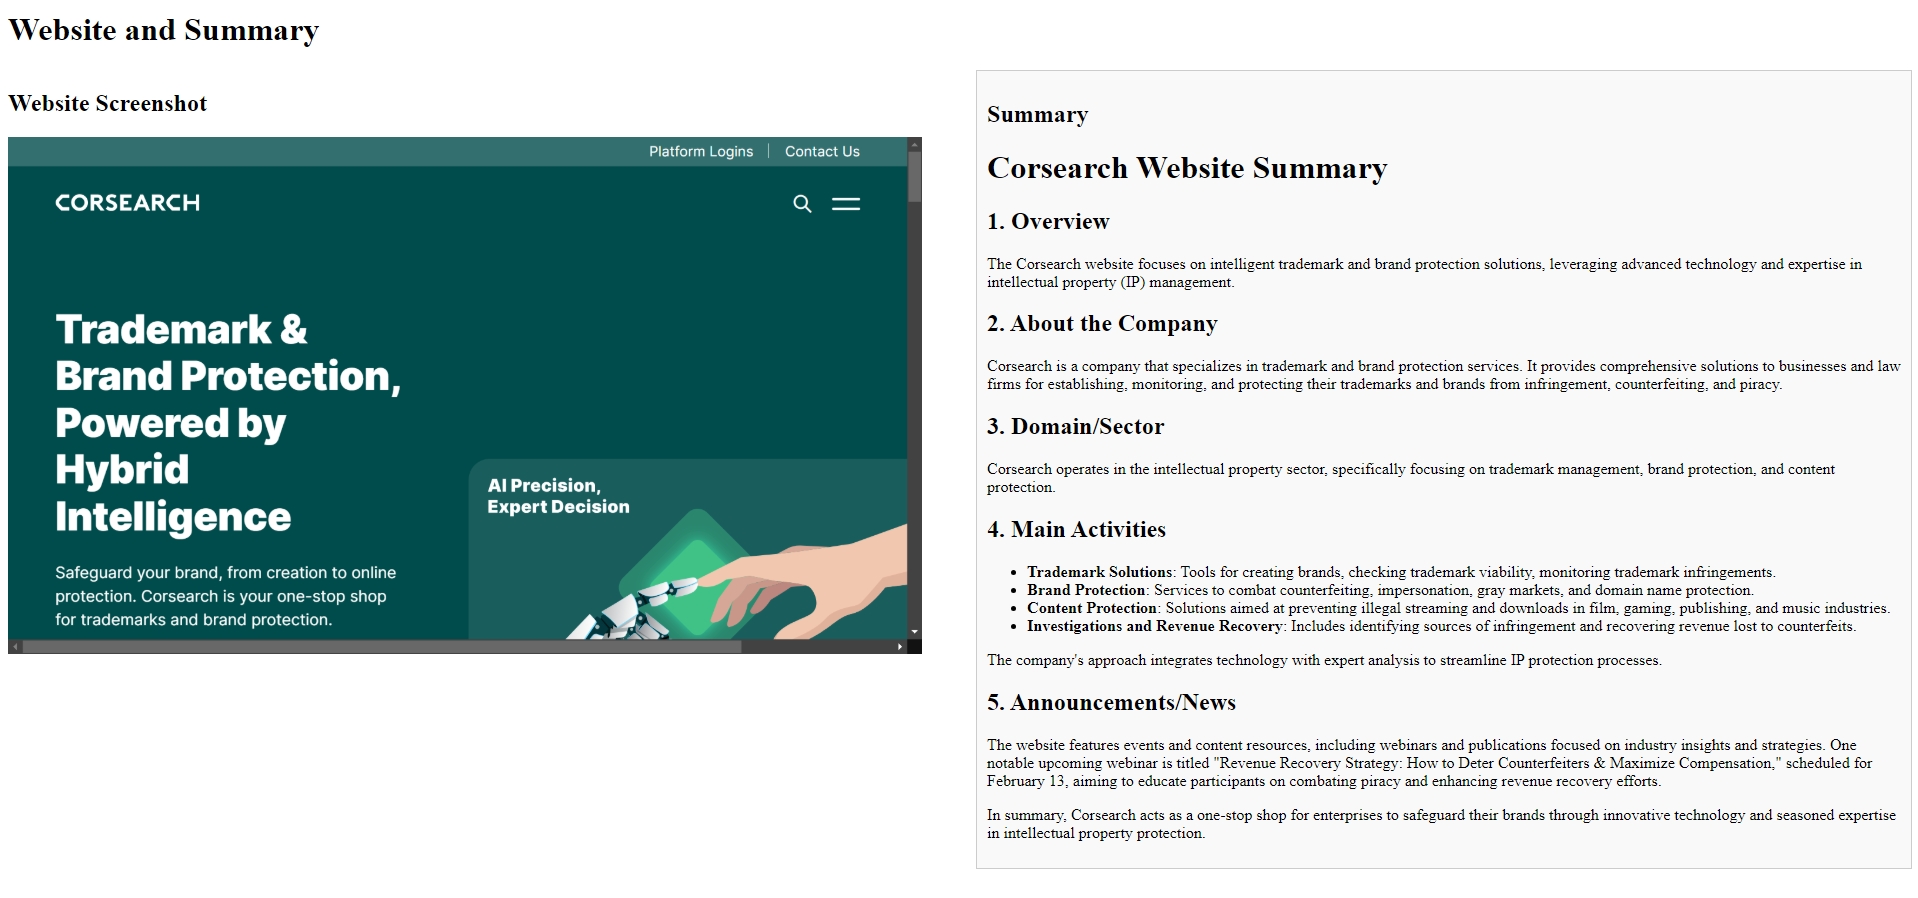 Website and Summary
Website Screenshot
Platform Logins
Contact Us
CORSEARCH
Trademark &
Brand Protection,
Powered by
Hybrid
Intelligence
Safeguard your brand, from creation to online
protection. Corsearch is your one-stop shop
for trademarks and brand protection.
AI Precision,
Expert Decision
Summary
Corsearch Website Summary
1. Overview
The Corsearch website focuses on intelligent trademark and brand protection solutions, leveraging advanced technology and expertise in
intellectual property (IP) management.
2. About the Company
Corsearch is a company that specializes in trademark and brand protection services. It provides comprehensive solutions to businesses and law
firms for establishing, monitoring, and protecting their trademarks and brands from infringement, counterfeiting, and piracy.
3. Domain/Sector
Corsearch operates in the intellectual property sector, specifically focusing on trademark management, brand protection, and content
protection.
4. Main Activities
• Trademark Solutions: Tools for creating brands, checking trademark viability, monitoring trademark infringements.
• Brand Protection: Services to combat counterfeiting, impersonation, gray markets, and domain name protection.
• Content Protection: Solutions aimed at preventing illegal streaming and downloads in film, gaming, publishing, and music industries.
• Investigations and Revenue Recovery: Includes identifying sources of infringement and recovering revenue lost to counterfeits.
The company's approach integrates technology with expert analysis to streamline IP protection processes.
5. Announcements/News
The website features events and content resources, including webinars and publications focused on industry insights and strategies. One
notable upcoming webinar is titled "Revenue Recovery Strategy: How to Deter Counterfeiters & Maximize Compensation," scheduled for
February 13, aiming to educate participants on combating piracy and enhancing revenue recovery efforts.
In summary, Corsearch acts as a one-stop shop for enterprises to safeguard their brands through innovative technology and seasoned expertise
in intellectual property protection.